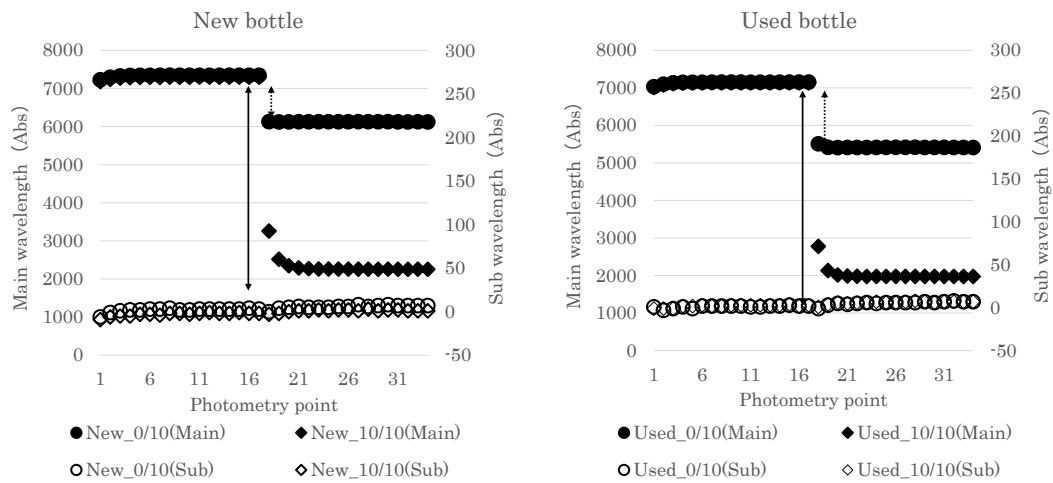 New bottle
8000
7000
6000
5000
4000
3000
2000
1000
0
Main wavelength (Abs)
300
250
200
150
100
50
0
-50
Sub wavelength (Abs)
1 6 11 16 21 26 31
Photometry point
New_0/10(Main) New_10/10(Main)
New_0/10(Sub) New_10/10(Sub)
Used bottle
8000
7000
6000
5000
4000
3000
2000
1000
0
Main wavelength (Abs)
300
250
200
150
100
50
0
-50
Sub wavelength (Abs)
1 6 11 16 21 26 31
Photometry point
Used_0/10(Main) Used_10/10(Main)
Used_0/10(Sub) Used_10/10(Sub)